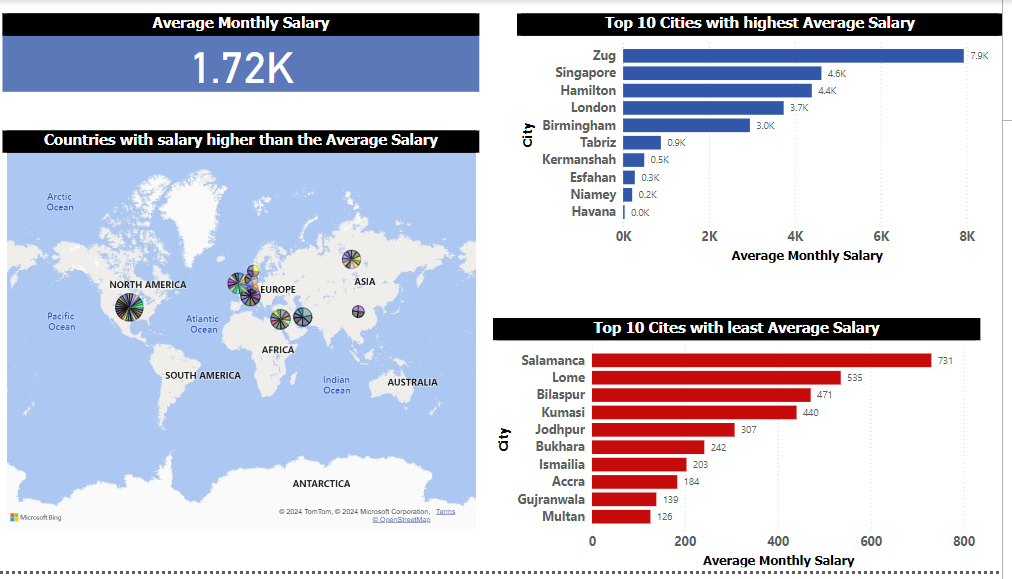 Average Monthly Salary
1.72K
Countries with salary higher than the Average Salary
Arctic
Ocean
NORTH AMERICA
EUROPE
ASIA
Pacific
Ocean
Atlantic
Ocean
AFRICA
SOUTH AMERICA
Indian
Ocean
AUSTRALIA
ANTARCTICA
Microsoft Bing
© 2024 TomTom, © 2024 Microsoft Corporation, Terms
© OpenStreetMap
Top 10 Cities with highest Average Salary
City
Zug 7.9K
Singapore 4.6K
Hamilton 4.4K
London 3.7K
Birmingham 3.0K
Tabriz 0.9K
Kermanshah 0.5K
Esfahan 0.3K
Niamey 0.2K
Havana 0.0K
0K 2K 4K 6K 8K
Average Monthly Salary
Top 10 Cites with least Average Salary
City
Salamanca 731
Lome 535
Bilaspur 471
Kumasi 440
Jodhpur 307
Bukhara 242
Ismailia 203
Accra 184
Gujranwala 139
Multan 126
0 200 400 600 800
Average Monthly Salary